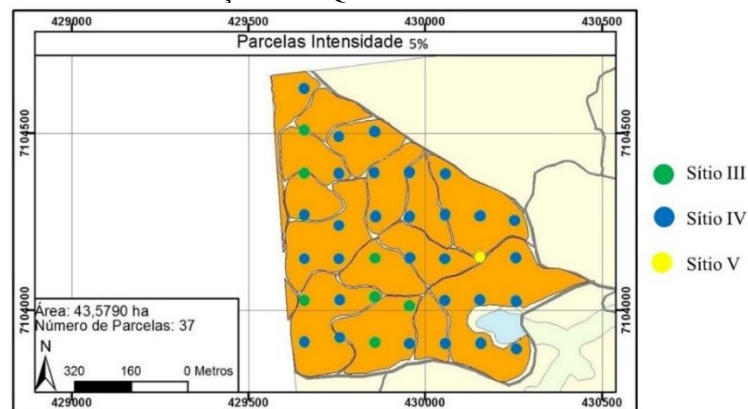 429000 429500 430000 430500
Parcelas Intensidade 5%
7104500 7104500
Sítio III
Sítio IV
Sítio V
7104000 7104000
Área: 43,5790 ha
Número de Parcelas: 37
N
320 160 0 Metros
429000 429500 430000 430500